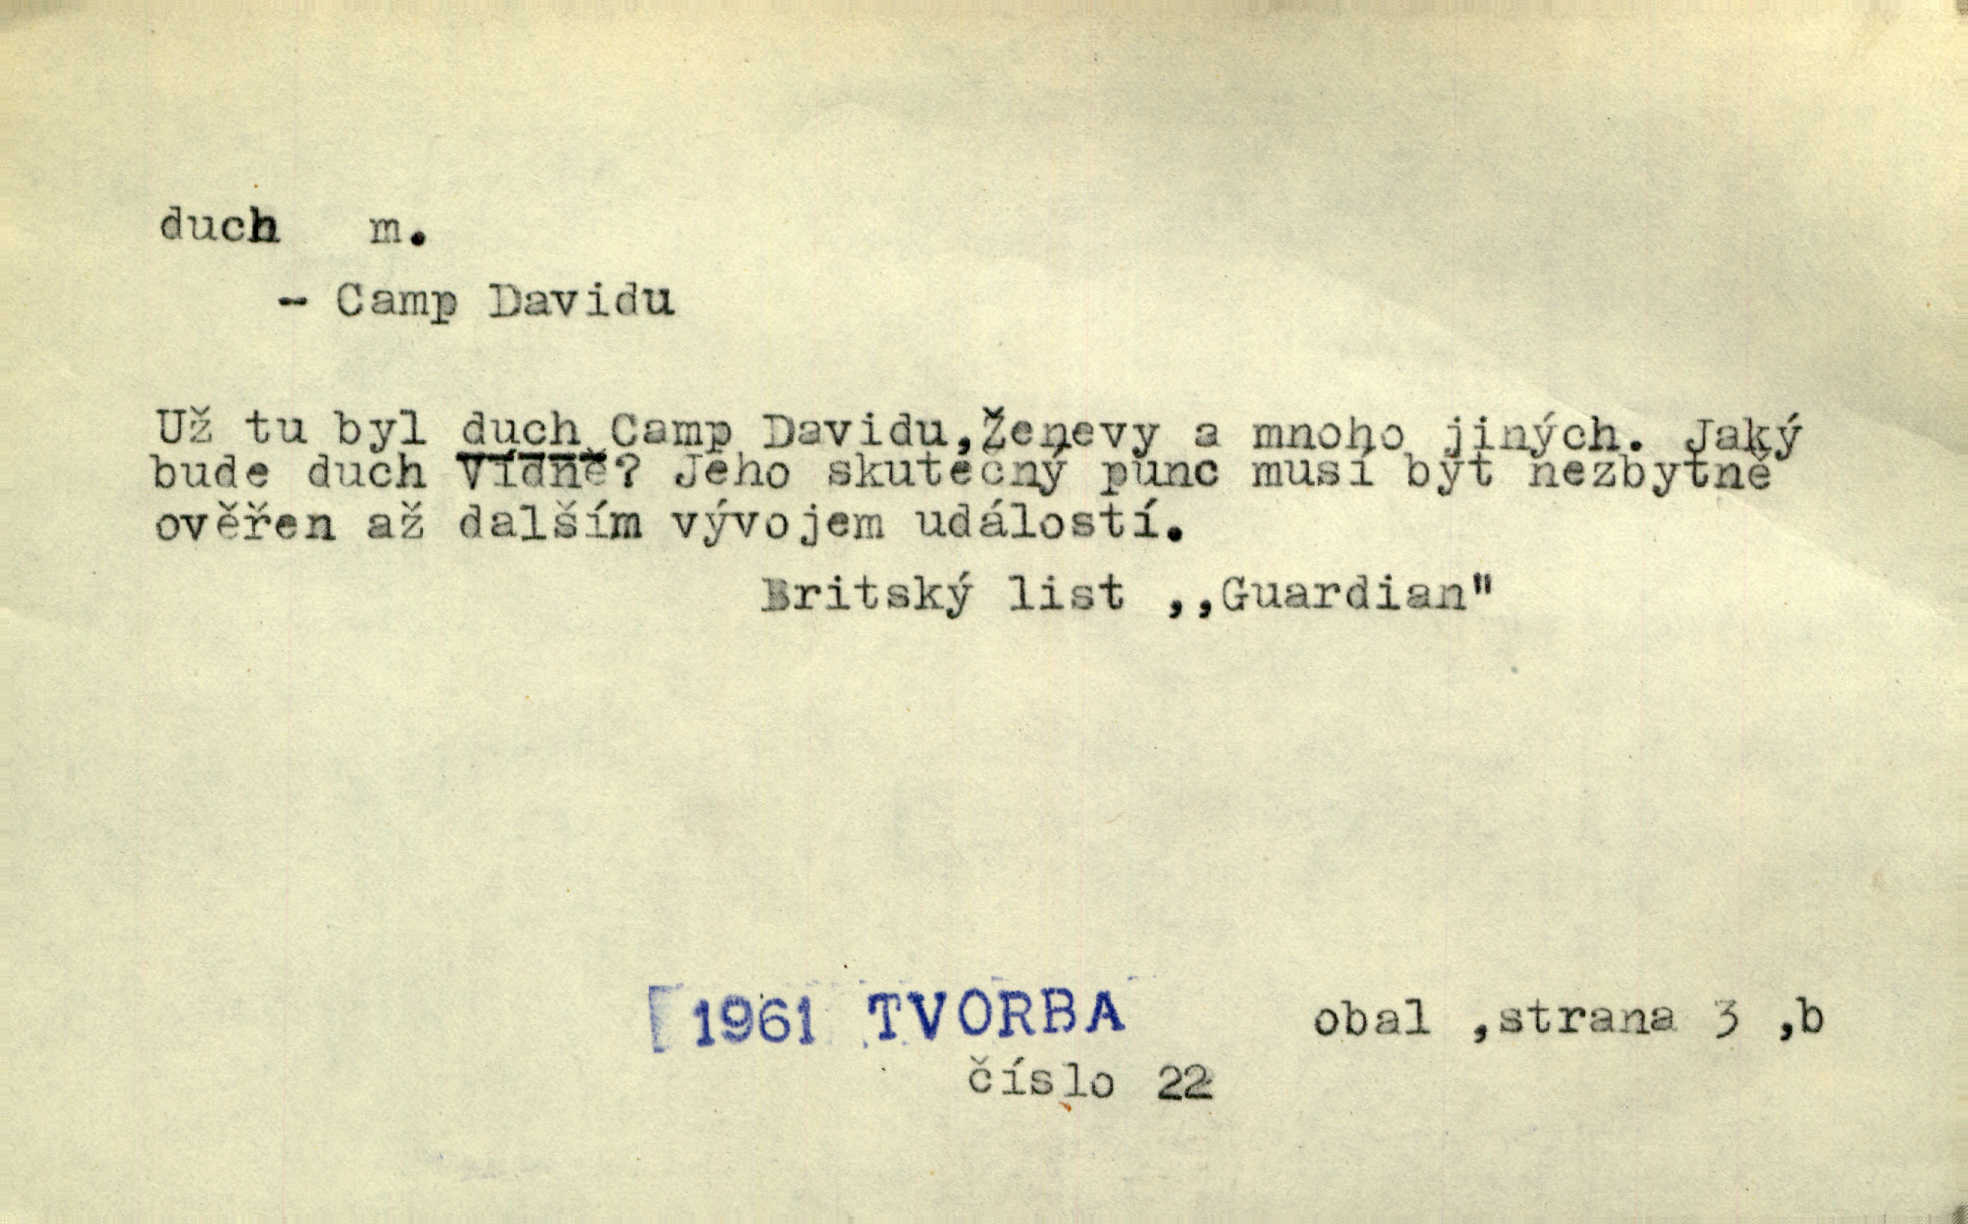 duch m.
- Camp Davidu
Už tu byl duch Camp Davidu,Ženevy a mnoho jiných. Jaký
bude duch Vídně? Jeho skutečný punc musí být nezbytně
ověřen až dalším vývojem událostí.
Britský list ,,Guardian"
1961 TVORBA obal ,strana 3 ,b
číslo 22